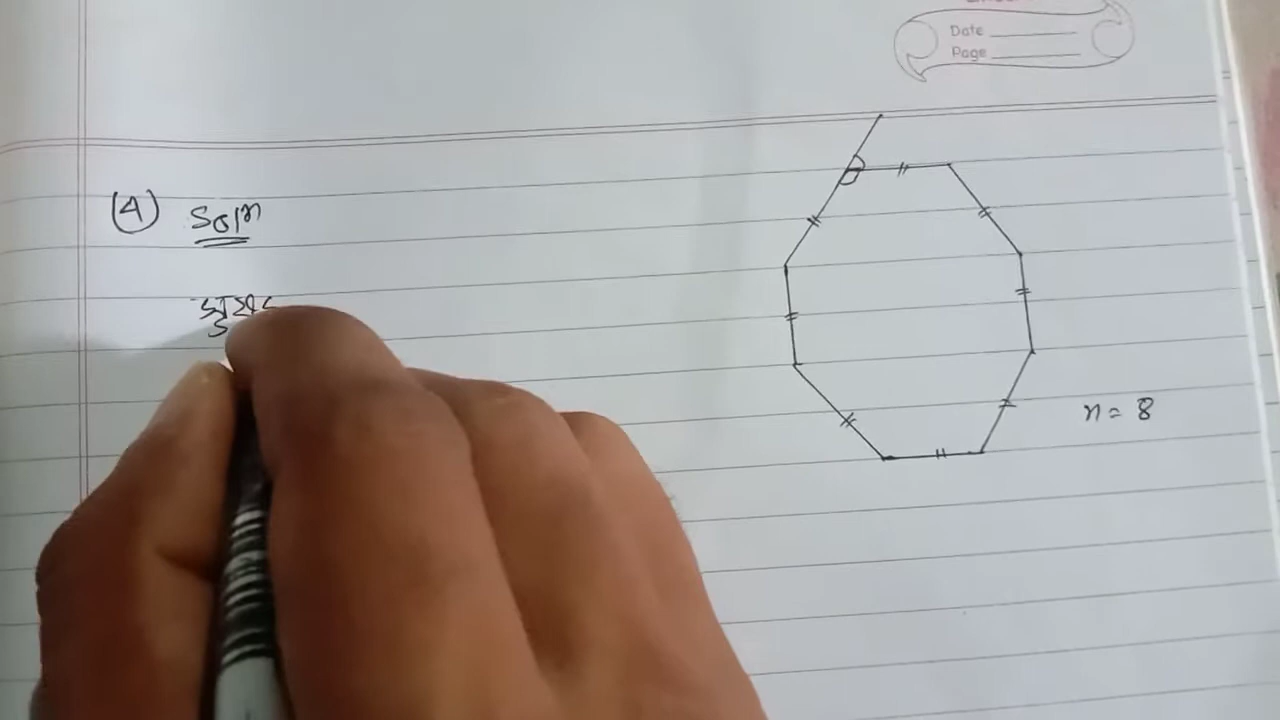 Date
Page
(4) Soln
n = 8